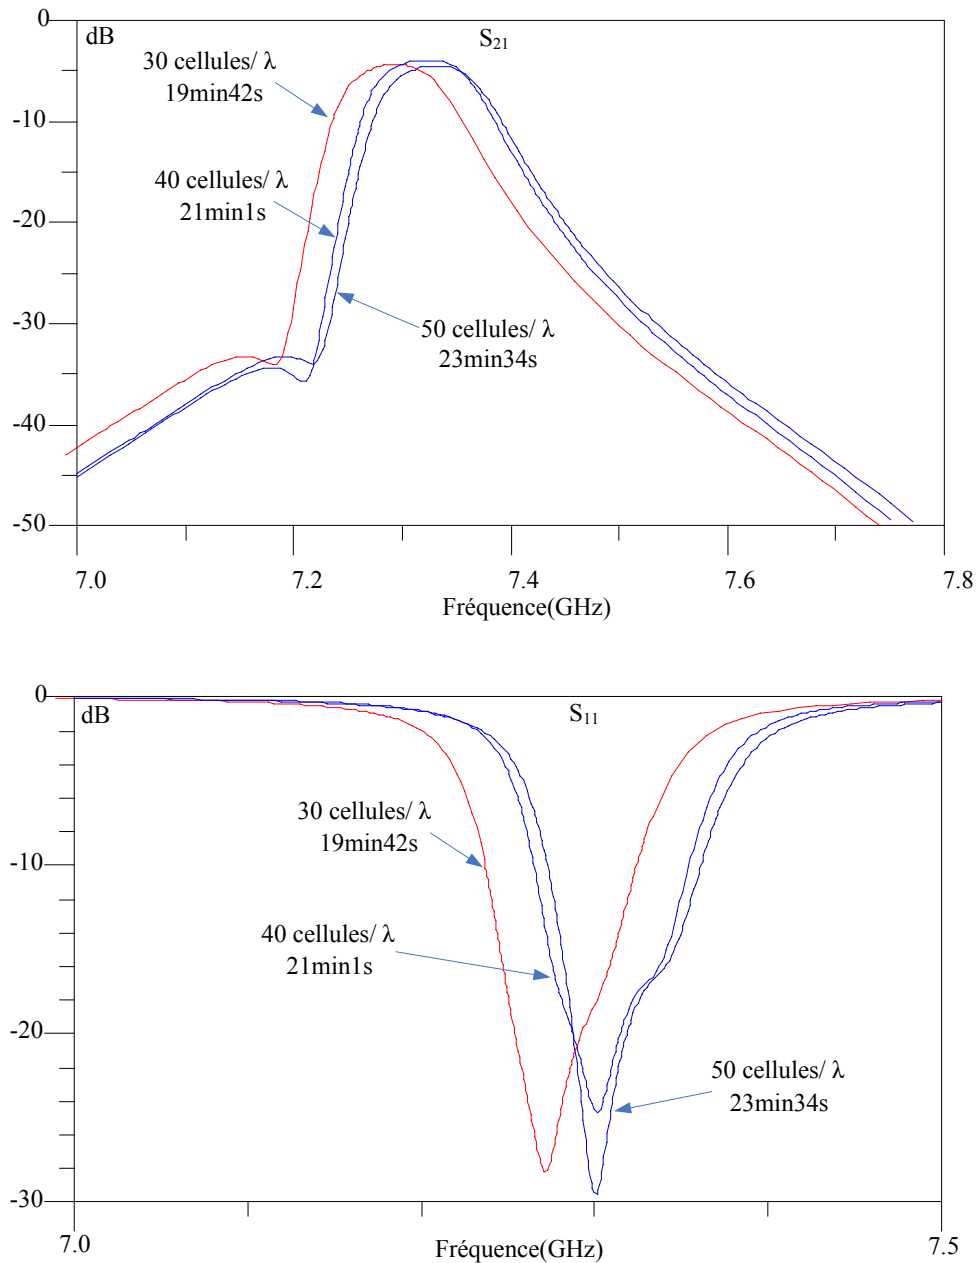 0
dB
S21
30 cellules/ λ
19min42s
-10
40 cellules/ λ
21min1s
-20
-30
50 cellules/ λ
23min34s
-40
-50
7.0
7.2
7.4
7.6
7.8
Fréquence(GHz)
0
dB
S11
30 cellules/ λ
19min42s
-10
40 cellules/ λ
21min1s
-20
50 cellules/ λ
23min34s
-30
7.0
7.5
Fréquence(GHz)